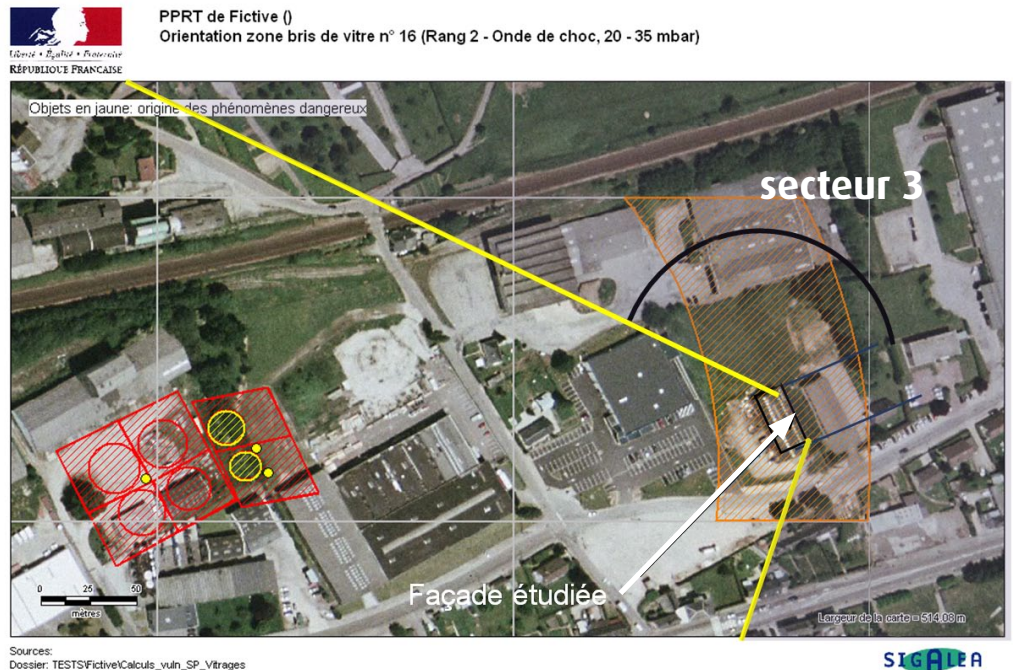 PPRT de Fictive ()
Orientation zone bris de vitre n° 16 (Rang 2 - Onde de choc, 20 - 35 mbar)
Liberté • Égalité • Fraternité
RÉPUBLIQUE FRANÇAISE
Objets en jaune: origine des phénomènes dangereux
secteur 3
Façade étudiée
0 25 50
mètres
Largeur de la carte = 514.08 m
Sources:
Dossier: TESTS\Fictive\Calculs_vuln_SP_Vitrages
SIGALEA